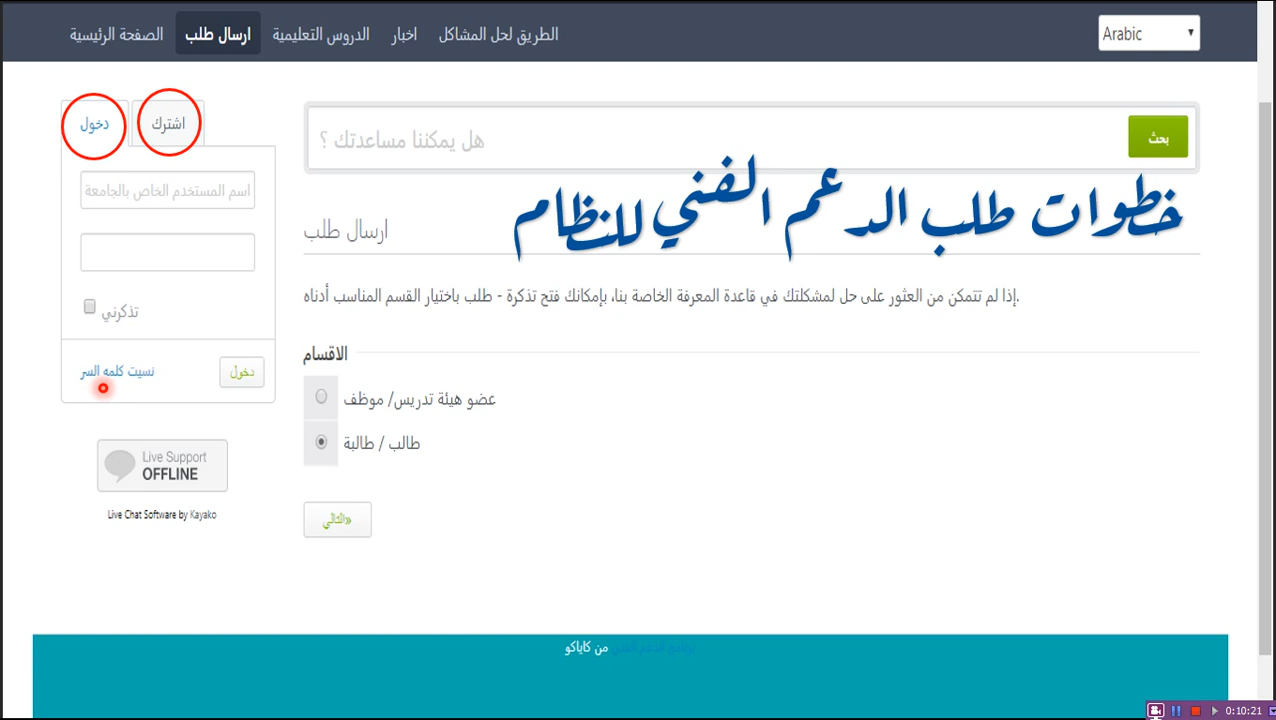 الصفحة الرئيسية
ارسال طلب
الدروس التعليمية
اخبار
الطريق لحل المشاكل
Arabic
دخول
اشترك
هل يمكننا مساعدتك ؟
بحث
خطوات طلب الدعم الفني للنظام
اسم المستخدم الخاص بالجامعة
تذكرني
نسيت كلمه السر
دخول
Live Support
OFFLINE
Live Chat Software by Kayako
ارسال طلب
إذا لم تتمكن من العثور على حل لمشكلتك في قاعدة المعرفة الخاصة بنا، بإمكانك فتح تذكرة - طلب باختيار القسم المناسب أدناه.
الاقسام
عضو هيئة تدريس/ موظف
طالب / طالبة
التالي»
برنامج الدعم الفني من كاياكو
0:10:21